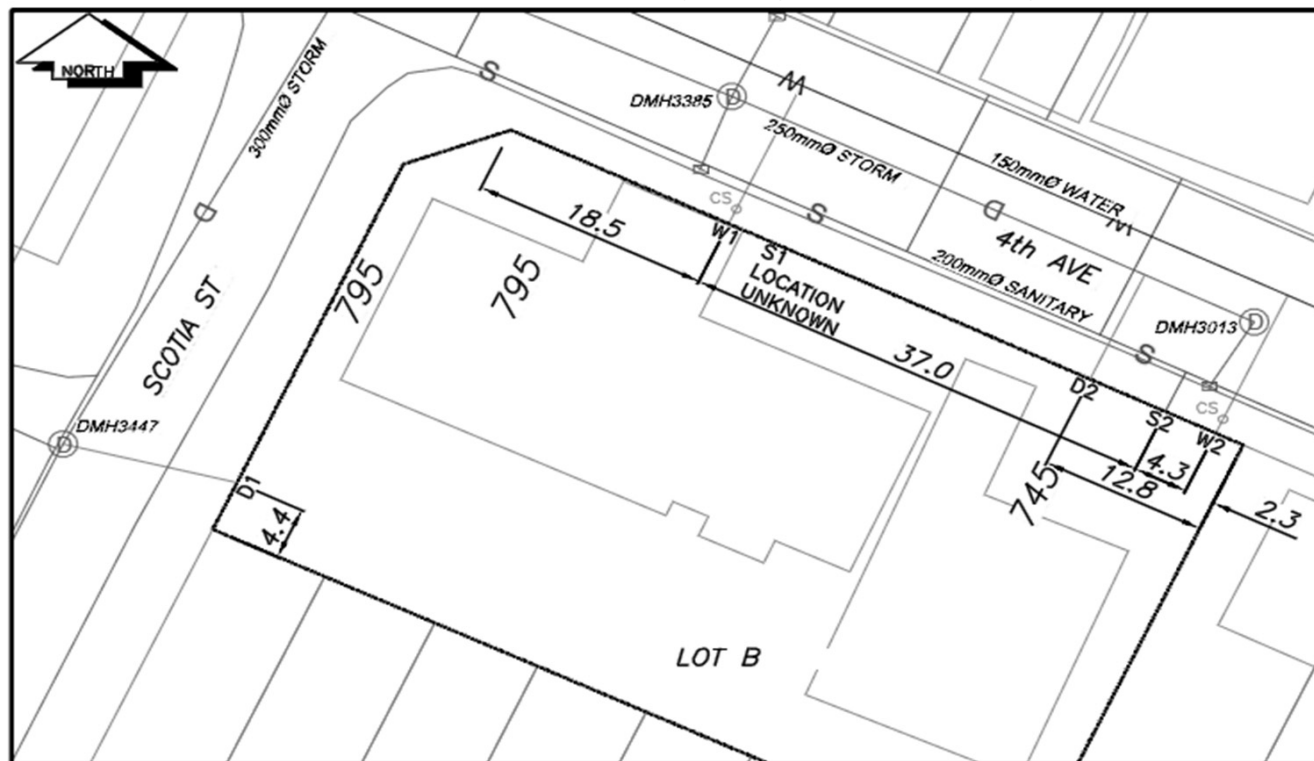 NORTH
S
DMH3385
D
W
300mmØ STORM
250mmØ STORM
150mmØ WATER
CS
S
D
W
4th AVE
D
18.5
W1
S1
LOCATION
UNKNOWN
200mmØ SANITARY
795
795
SCOTIA ST
37.0
DMH3013
D
S
D2
CS
S2
W2
DMH3447
D
4.3
12.8
745
2.3
D1
4.4
LOT B